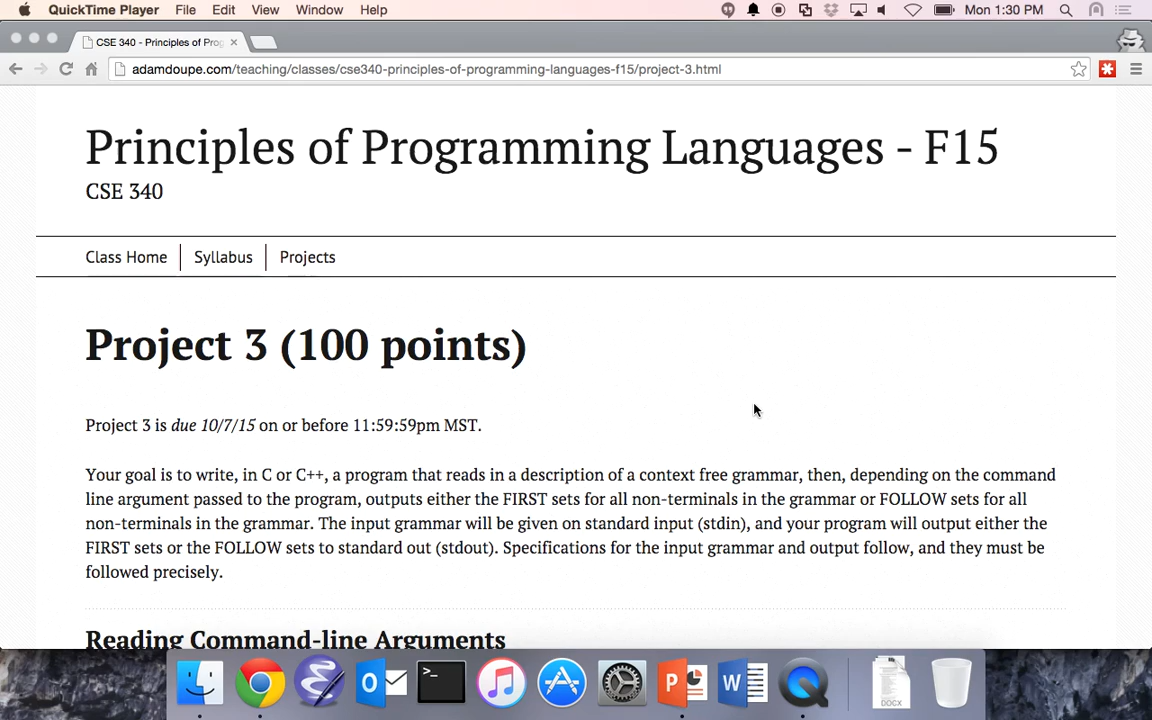 QuickTime Player File Edit View Window Help Mon 1:30 PM
CSE 340 - Principles of Prog
adamdoupe.com/teaching/classes/cse340-principles-of-programming-languages-f15/project-3.html
Principles of Programming Languages - F15
CSE 340
Class Home Syllabus Projects
Project 3 (100 points)
Project 3 is due 10/7/15 on or before 11:59:59pm MST.
Your goal is to write, in C or C++, a program that reads in a description of a context free grammar, then, depending on the command
line argument passed to the program, outputs either the FIRST sets for all non-terminals in the grammar or FOLLOW sets for all
non-terminals in the grammar. The input grammar will be given on standard input (stdin), and your program will output either the
FIRST sets or the FOLLOW sets to standard out (stdout). Specifications for the input grammar and output follow, and they must be
followed precisely.
Reading Command-line Arguments
DOCX